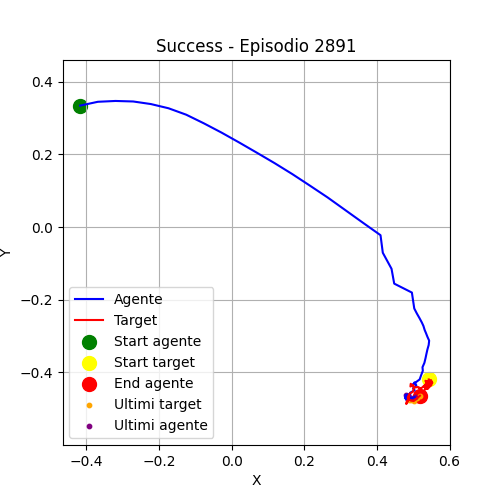 Success - Episodio 2891
0.4
0.2
0.0
−0.2
−0.4
Y
Agente
Target
Start agente
Start target
End agente
Ultimi target
Ultimi agente
−0.4 −0.2 0.0 0.2 0.4 0.6
X